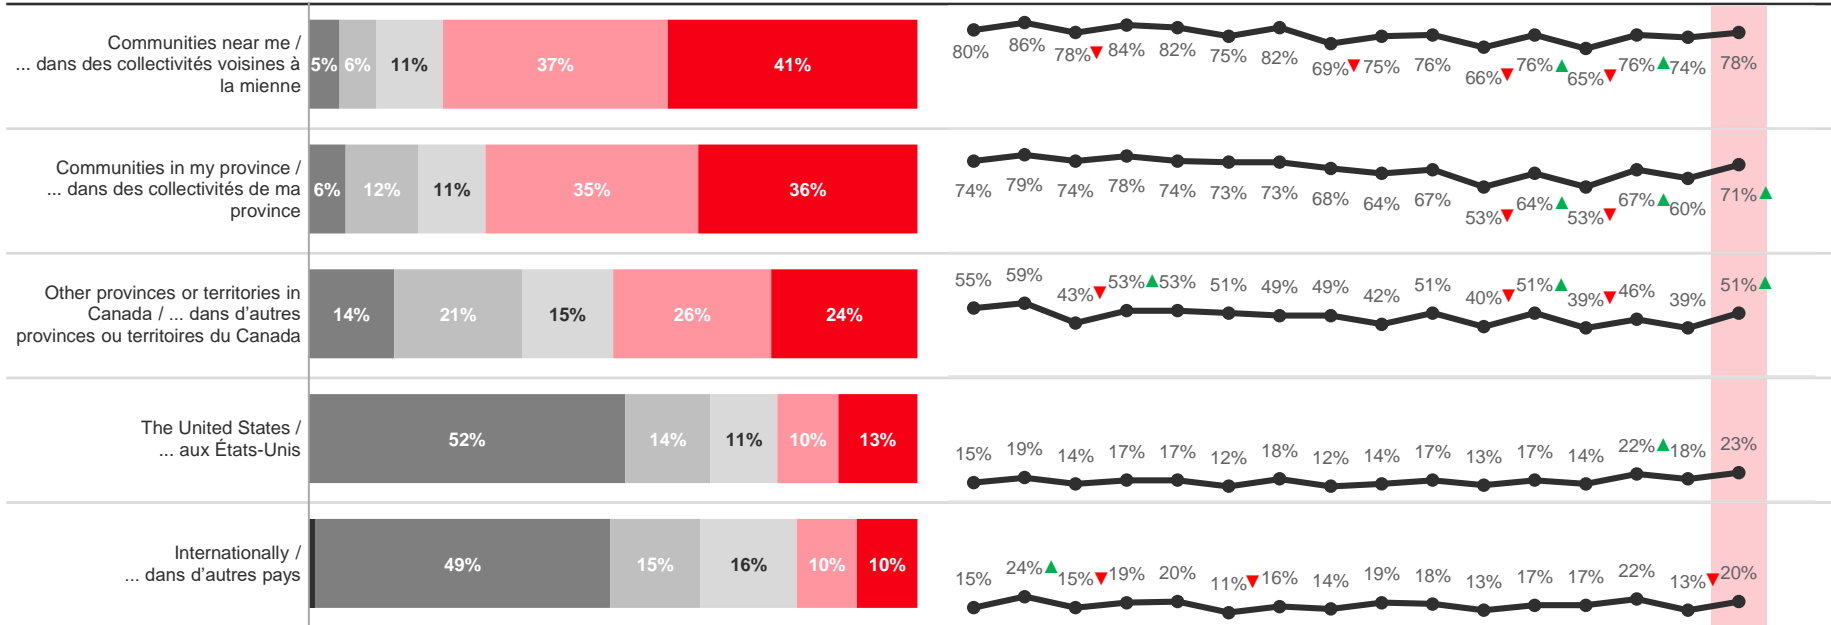 Communities near me /
... dans des collectivités voisines à
la mienne
5% 6% 11% 37% 41%
80% 86% 78% ▼ 84% 82% 75% 82% 69% ▼ 75% 76% 66% ▼ 76% ▲ 65% ▼ 76% ▲ 74% 78%
Communities in my province /
... dans des collectivités de ma
province
6% 12% 11% 35% 36%
74% 79% 74% 78% 74% 73% 73% 68% 64% 67% 53% ▼ 64% ▲ 53% ▼ 67% ▲ 60% 71% ▲
Other provinces or territories in
Canada / ... dans d'autres
provinces ou territoires du Canada
14% 21% 15% 26% 24%
55% 59% 43% ▼ 53% ▲ 53% 51% 49% 49% 42% 51% 40% ▼ 51% ▲ 39% ▼ 46% 39% 51% ▲
The United States /
... aux États-Unis
52% 14% 11% 10% 13%
15% 19% 14% 17% 17% 12% 18% 12% 14% 17% 13% 17% 14% 22% ▲ 18% 23%
Internationally /
... dans d'autres pays
49% 15% 16% 10% 10%
15% 24% ▲ 15% ▼ 19% 20% 11% ▼ 16% 14% 19% 18% 13% 17% 17% 22% 13% ▼ 20%